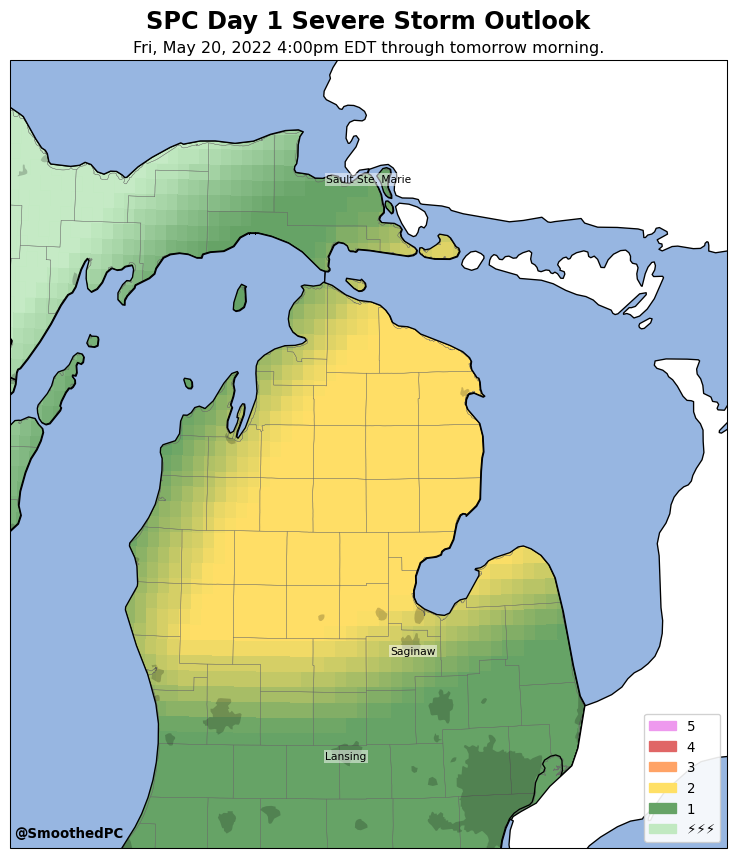 SPC Day 1 Severe Storm Outlook
Fri, May 20, 2022 4:00pm EDT through tomorrow morning.
Sault Ste. Marie
Saginaw
Lansing
5
4
3
2
1
⚡⚡⚡
@SmoothedPC